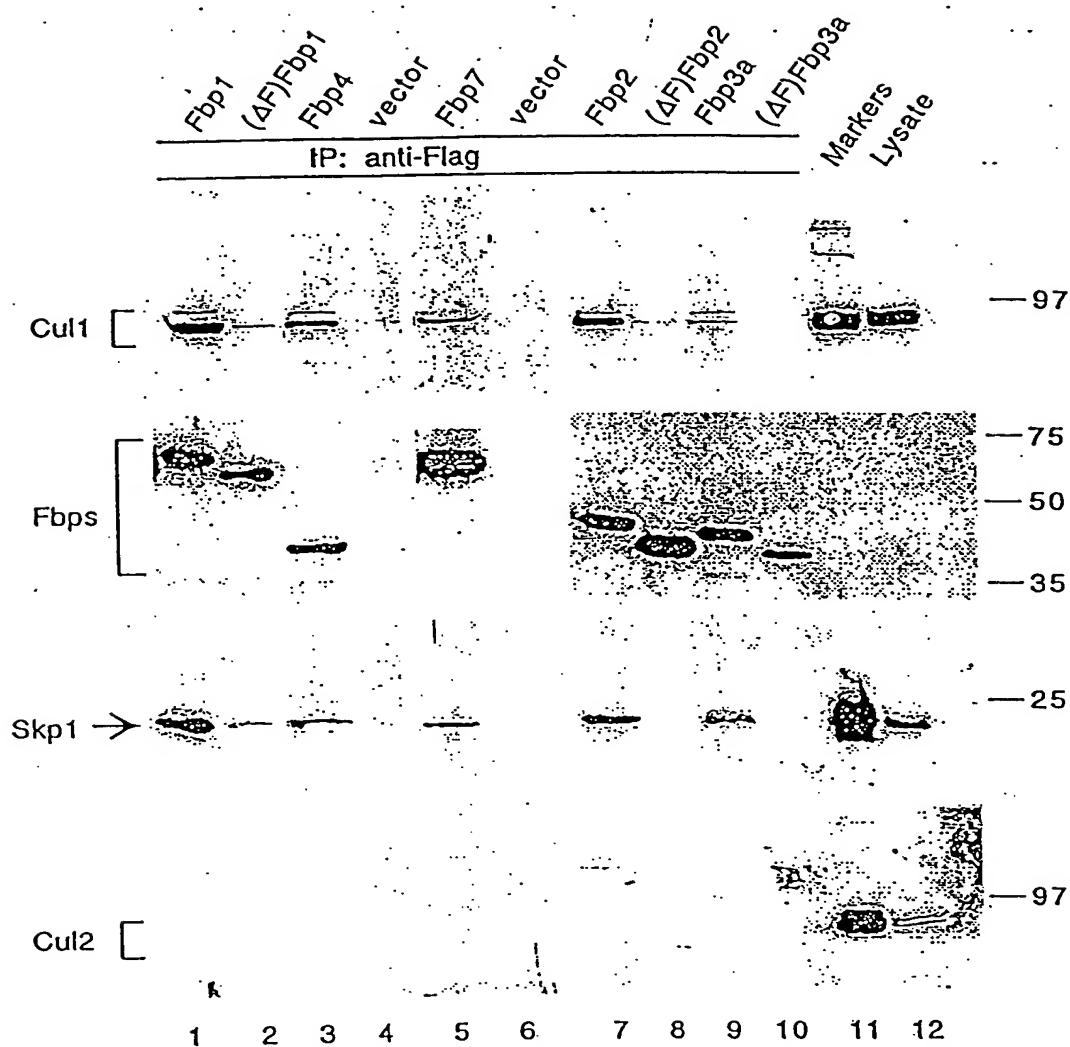 Fbp1
(ΔF)Fbp1
Fbp4
vector
Fbp7
vector
Fbp2
(ΔF)Fbp2
Fbp3a
(ΔF)Fbp3a
Markers
Lysate
IP: anti-Flag
Cul1
97
Fbps
75
50
35
Skp1
25
Cul2
97
1 2 3 4 5 6 7 8 9 10 11 12